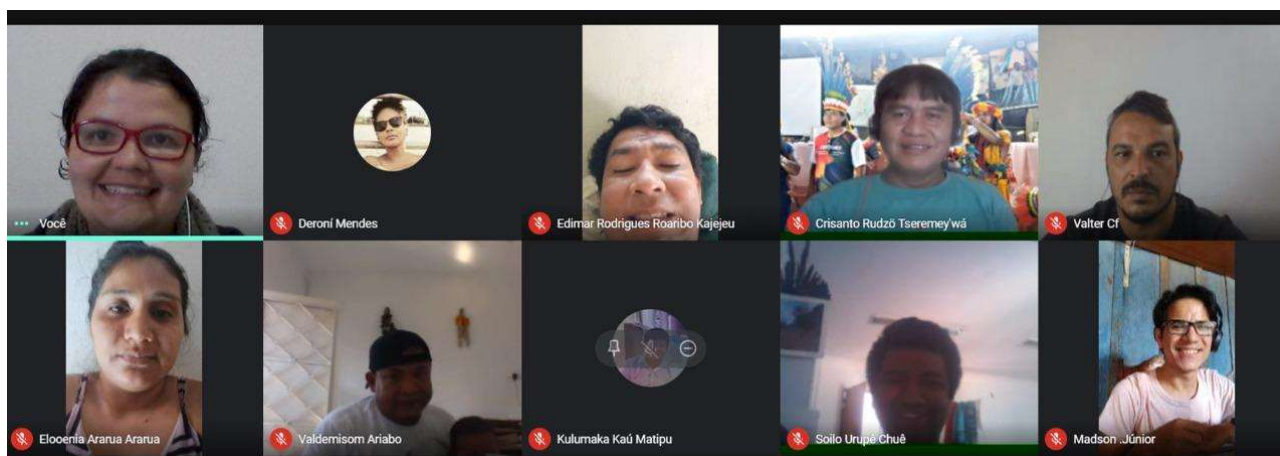 Você
Deroní Mendes
Edimar Rodrigues Roaribo Kajejeu
Crisanto Rudzö Tseremey'wá
Valter Cf
Elooenia Ararua Ararua
Valdemisom Ariabo
Kulumaka Kaú Matipu
Soilo Urupé Chuê
Madson .Júnior